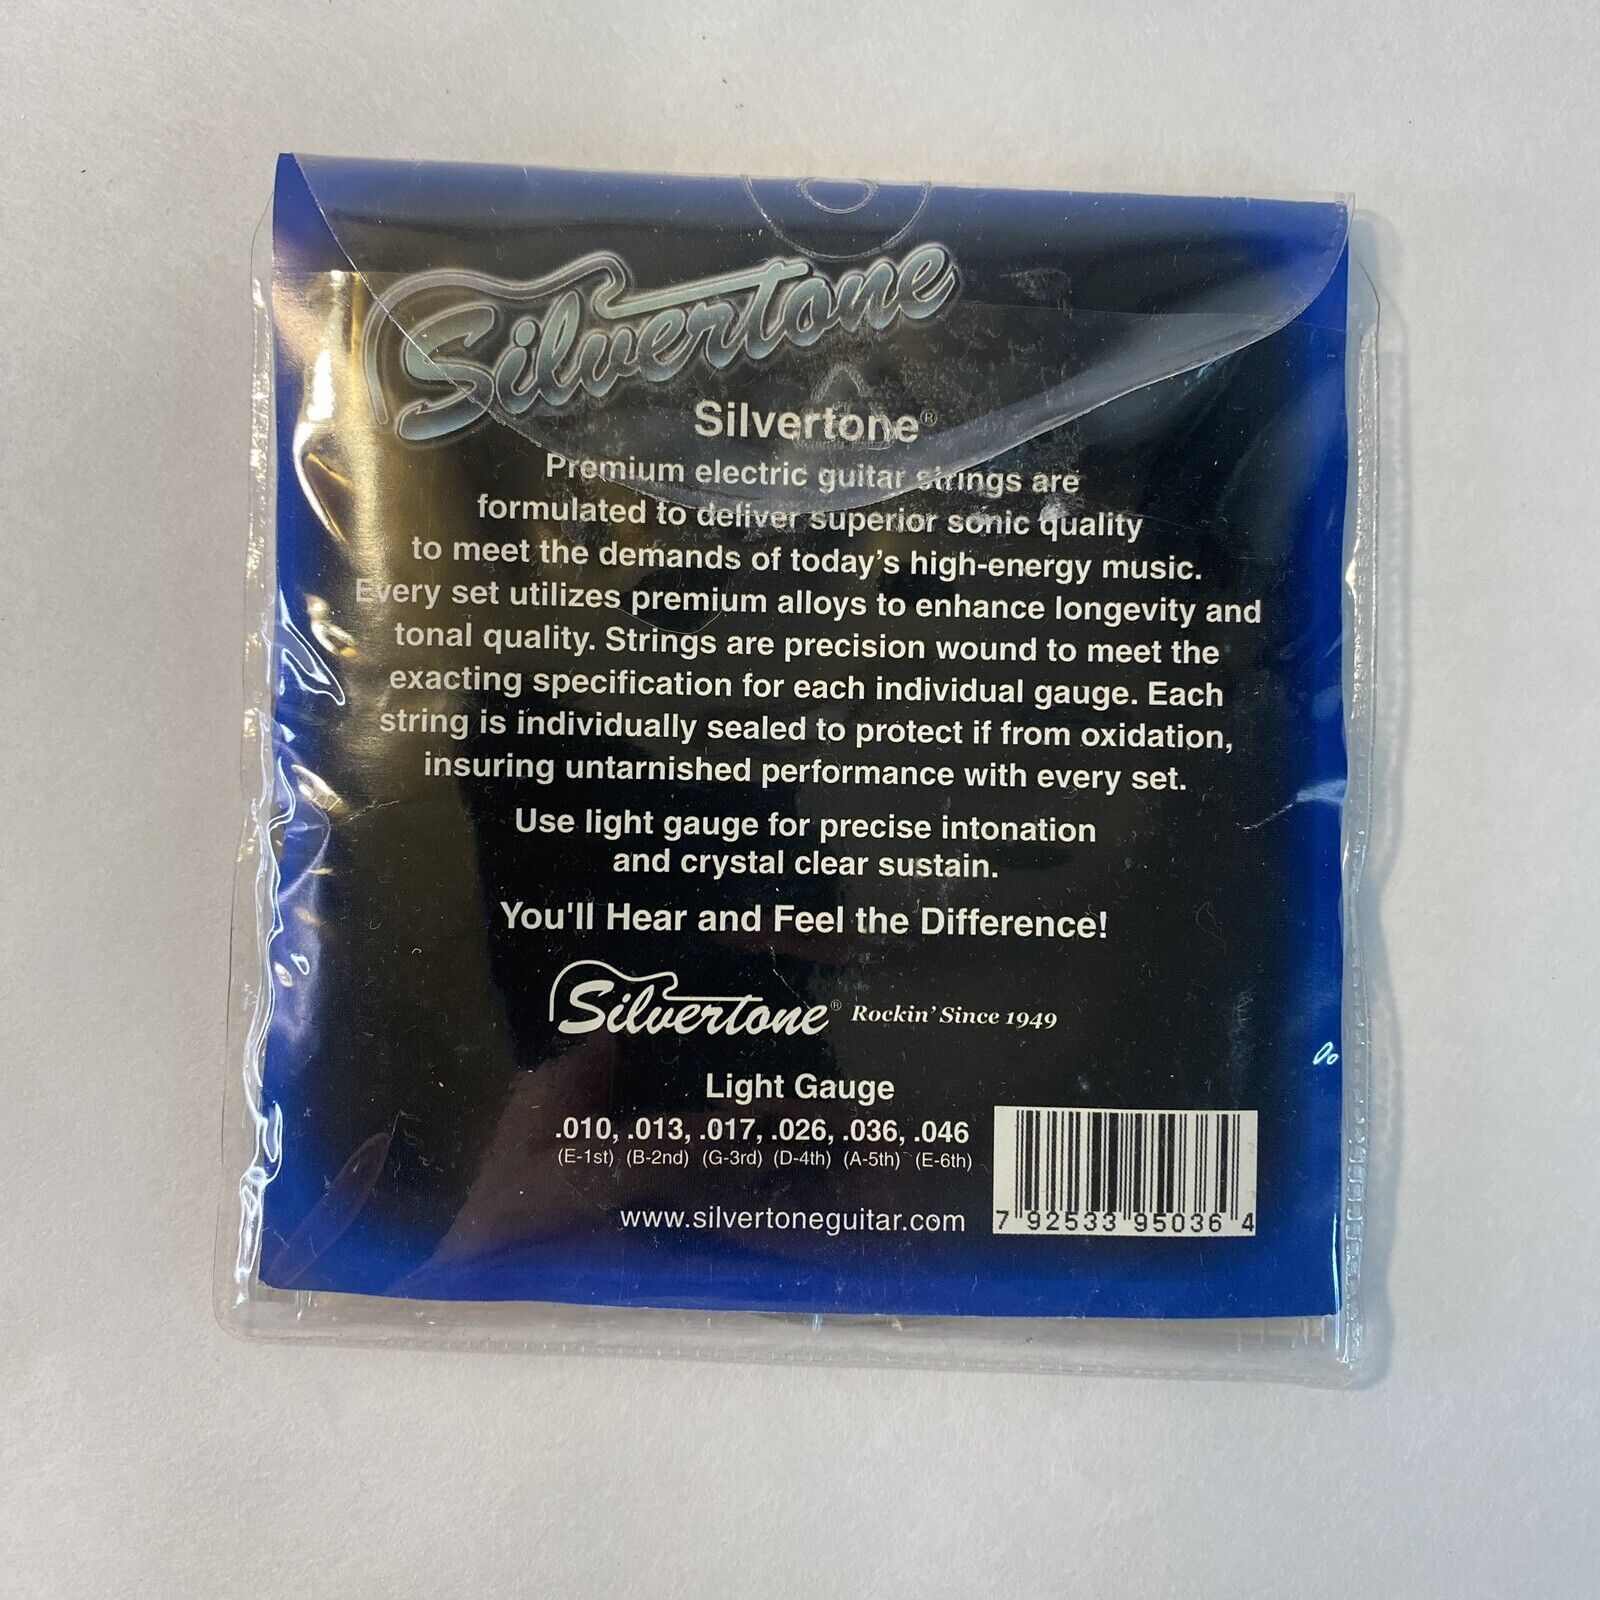 Silvertone
Silvertone®
Premium electric guitar strings are
formulated to deliver superior sonic quality
to meet the demands of today's high-energy music.
Every set utilizes premium alloys to enhance longevity and
tonal quality. Strings are precision wound to meet the
exacting specification for each individual gauge. Each
string is individually sealed to protect if from oxidation,
insuring untarnished performance with every set.
Use light gauge for precise intonation
and crystal clear sustain.
You'll Hear and Feel the Difference!
Silvertone® Rockin' Since 1949
Light Gauge
.010, .013, .017, .026, .036, .046
(E-1st) (B-2nd) (G-3rd) (D-4th) (A-5th) (E-6th)
www.silvertoneguitar.com
7 92533 95036 4